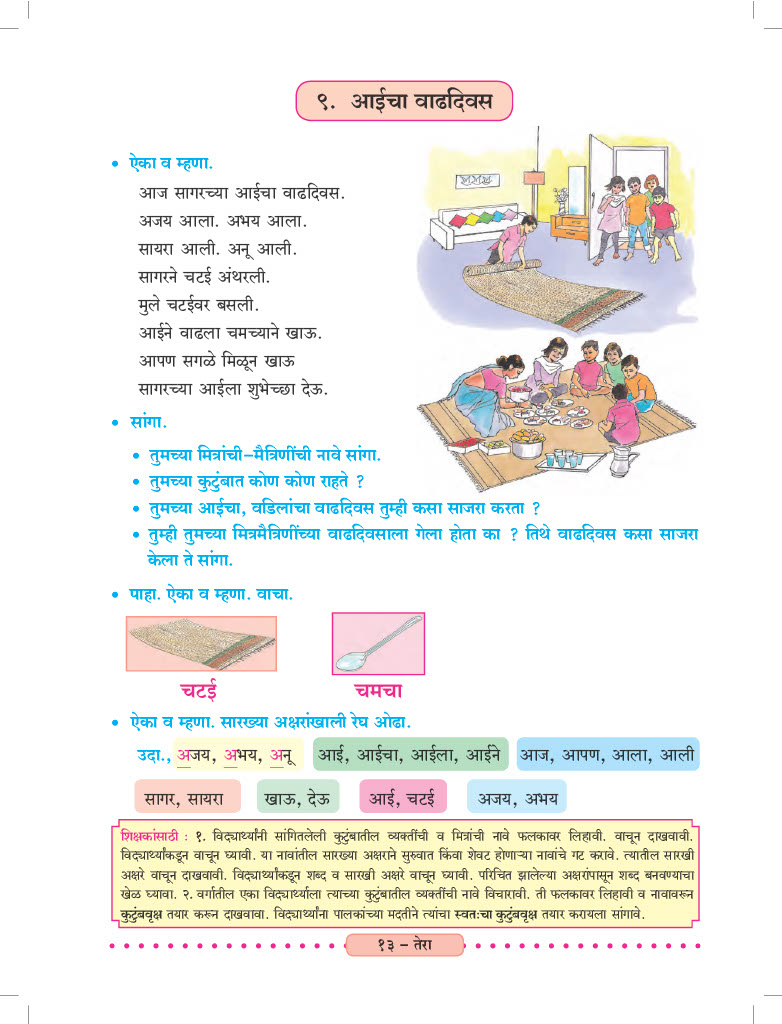 ९. आईचा वाढदिवस
• ऐका व म्हणा.
आज सागरच्या आईचा वाढदिवस.
अजय आला. अभय आला.
सायरा आली. अनू आली.
सागरने चटई अंथरली.
मुले चटईवर बसली.
आईने वाढला चमच्याने खाऊ.
आपण सगळे मिळून खाऊ
सागरच्या आईला शुभेच्छा देऊ.
• सांगा.
• तुमच्या मित्रांची-मैत्रिणींची नावे सांगा.
• तुमच्या कुटुंबात कोण कोण राहते ?
• तुमच्या आईचा, वडिलांचा वाढदिवस तुम्ही कसा साजरा करता ?
• तुम्ही तुमच्या मित्रमैत्रिणींच्या वाढदिवसाला गेला होता का ? तिथे वाढदिवस कसा साजरा
केला ते सांगा.
• पाहा. ऐका व म्हणा. वाचा.
चटई चमचा
• ऐका व म्हणा. सारख्या अक्षरांखाली रेघ ओढा.
उदा., अजय, अभय, अनू आई, आईचा, आईला, आईने आज, आपण, आला, आली
सागर, सायरा खाऊ, देऊ आई, चटई अजय, अभय
शिक्षकांसाठी : १. विद्यार्थ्यांनी सांगितलेली कुटुंबातील व्यक्तींची व मित्रांची नावे फलकावर लिहावी. वाचून दाखवावी.
विद्यार्थ्यांकडून वाचून घ्यावी. या नावांतील सारख्या अक्षराने सुरुवात किंवा शेवट होणाऱ्या नावांचे गट करावे. त्यातील सारखी
अक्षरे वाचून दाखवावी. विद्यार्थ्यांकडून शब्द व सारखी अक्षरे वाचून घ्यावी. परिचित झालेल्या अक्षरांपासून शब्द बनवण्याचा
खेळ घ्यावा. २. वर्गातील एका विद्यार्थ्याला त्याच्या कुटुंबातील व्यक्तींची नावे विचारावी. ती फलकावर लिहावी व नावावरून
कुटुंबवृक्ष तयार करून दाखवावा. विद्यार्थ्यांना पालकांच्या मदतीने त्यांचा स्वतःचा कुटुंबवृक्ष तयार करायला सांगावे.
१३ - तेरा